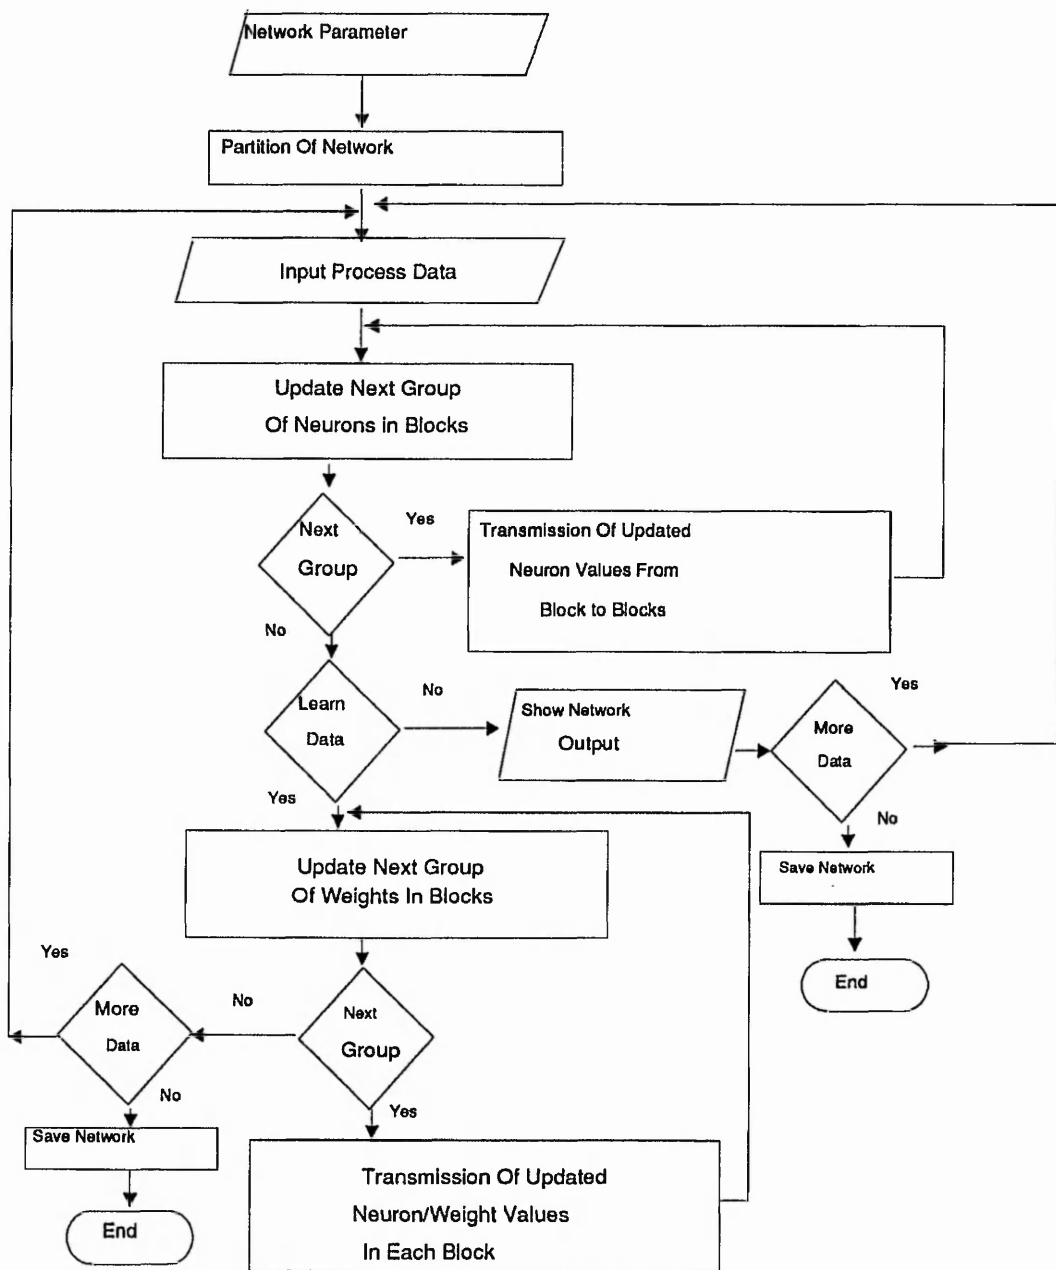 Network Parameter
Partition Of Network
Input Process Data
Update Next Group
Of Neurons in Blocks
Next
Group
Yes
Transmission Of Updated
Neuron Values From
Block to Blocks
No
Learn
Data
No
Show Network
Output
More
Data
Yes
No
Save Network
End
Yes
Update Next Group
Of Weights In Blocks
Next
Group
No
More
Data
Yes
No
Save Network
End
Yes
Transmission Of Updated
Neuron/Weight Values
In Each Block